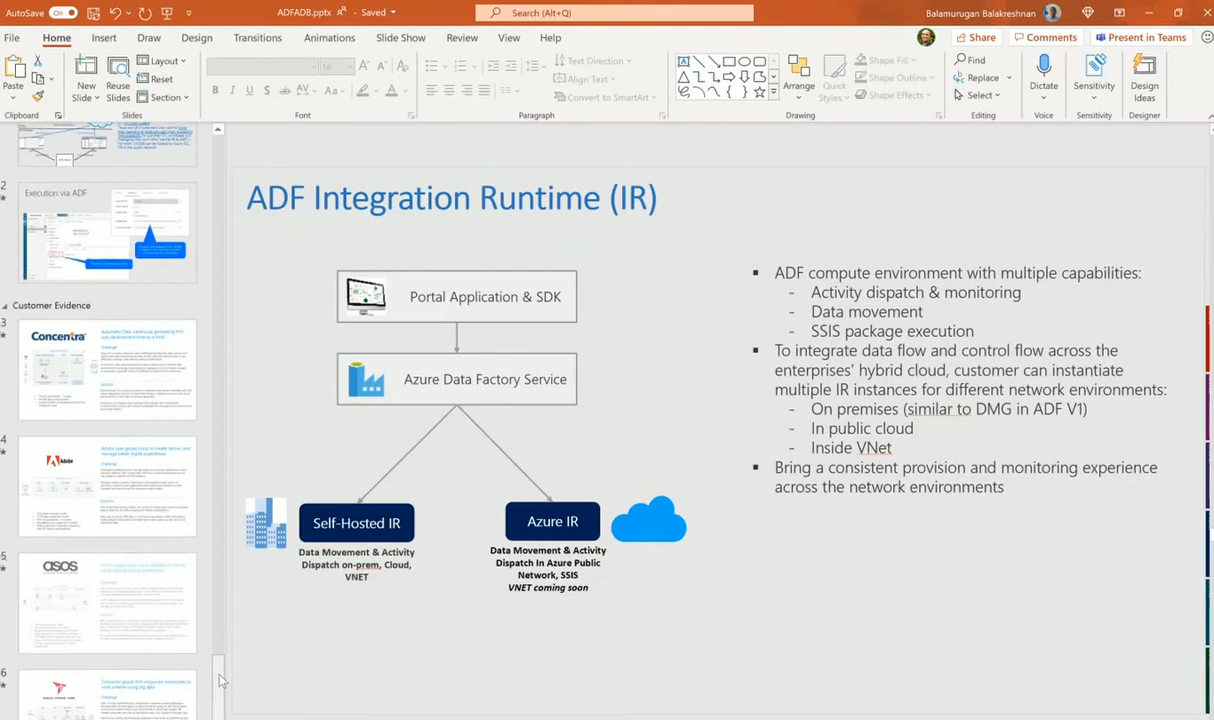 AutoSave
On
ADFADB.pptx
Saved
Search (Alt+Q)
Balamurugan Balakreshnan
File
Home
Insert
Draw
Design
Transitions
Animations
Slide Show
Review
View
Help
Share
Comments
Present in Teams
Paste
New
Slide
Reuse
Slides
Layout
Reset
Section
16
B
I
U
S
ab
AV
Aa
A
Text Direction
Align Text
Convert to SmartArt
Arrange
Quick
Styles
Shape Fill
Shape Outline
Shape Effects
Find
Replace
Select
Dictate
Sensitivity
Design
Ideas
Clipboard
Slides
Font
Paragraph
Drawing
Editing
Voice
Sensitivity
Designer
2
Execution via ADF
Customer Evidence
3
Concentra
4
Adobe
5
asos
6
ADF Integration Runtime (IR)
Portal Application & SDK
Azure Data Factory Service
Self-Hosted IR
Data Movement & Activity
Dispatch on-prem, Cloud,
VNET
Azure IR
Data Movement & Activity
Dispatch In Azure Public
Network, SSIS
VNET coming soon
▪ ADF compute environment with multiple capabilities:
- Activity dispatch & monitoring
- Data movement
- SSIS package execution
▪ To integrate data flow and control flow across the
enterprises' hybrid cloud, customer can instantiate
multiple IR instances for different network environments:
- On premises (similar to DMG in ADF V1)
- In public cloud
- Inside VNet
▪ Bring a consistent provision and monitoring experience
across the network environments